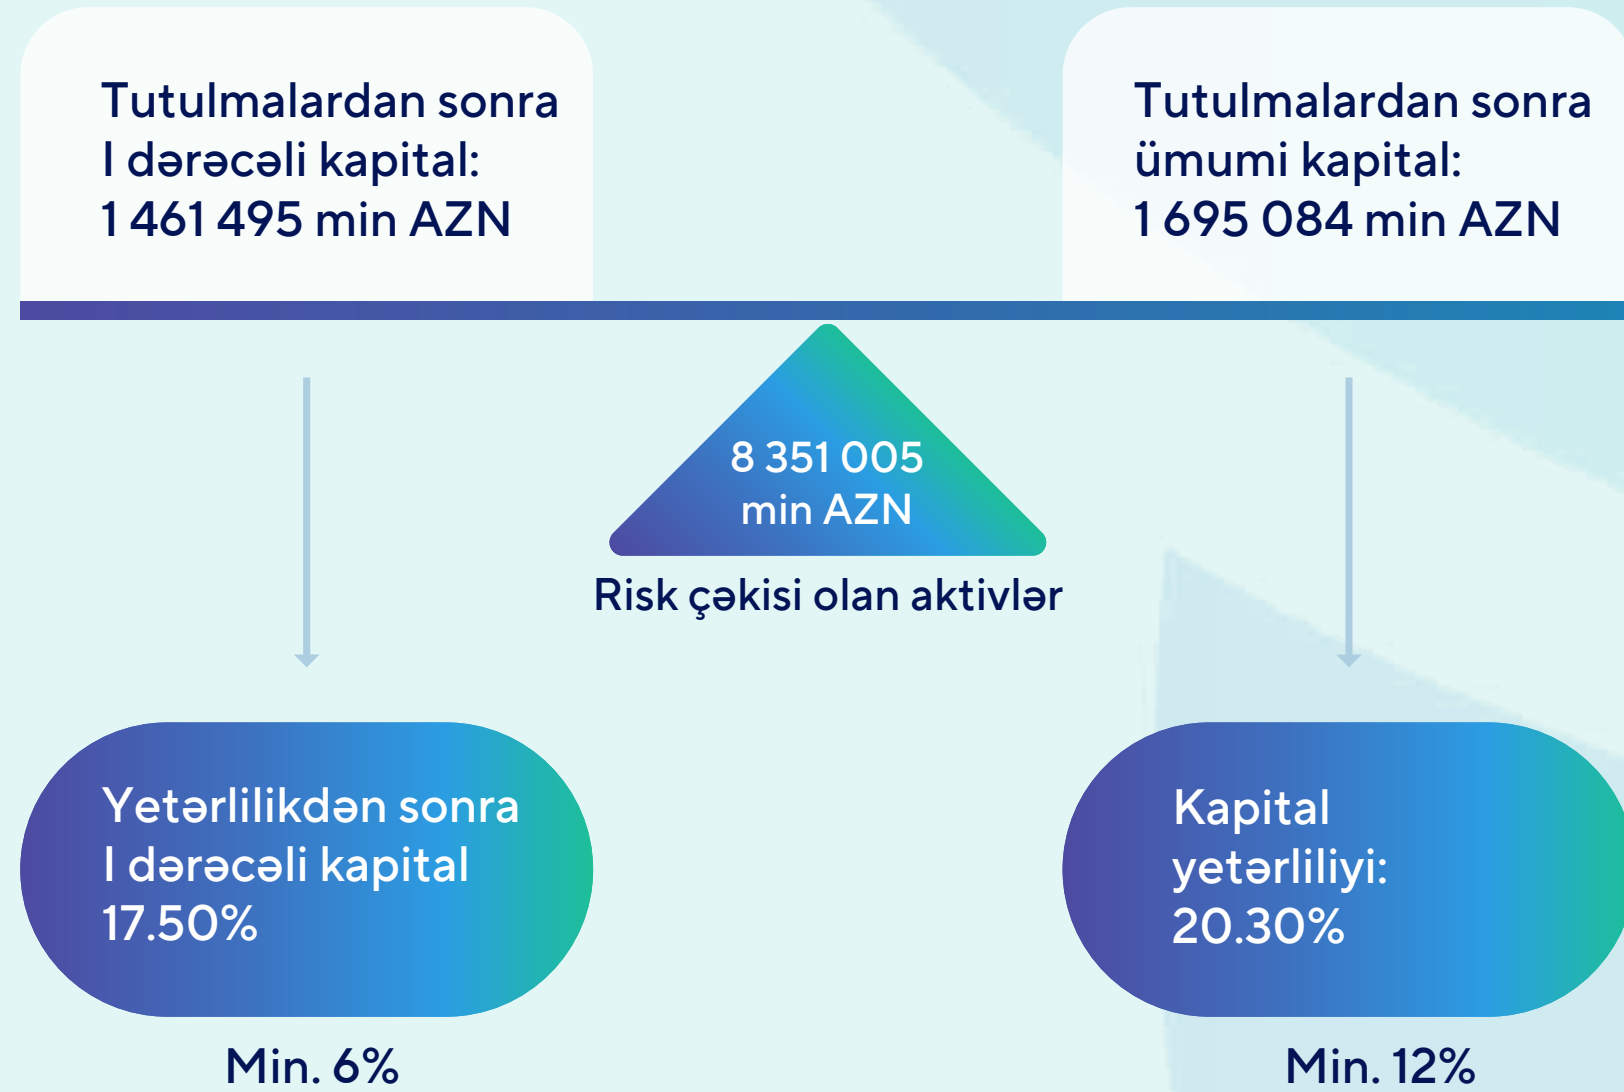 Tutulmalardan sonra
I dərəcəli kapital:
1 461 495 min AZN
Tutulmalardan sonra
ümumi kapital:
1 695 084 min AZN
8 351 005
min AZN
Risk çəkisi olan aktivlər
Yetərlilikdən sonra
I dərəcəli kapital
17.50%
Min. 6%
Kapital
yetərliliyi:
20.30%
Min. 12%